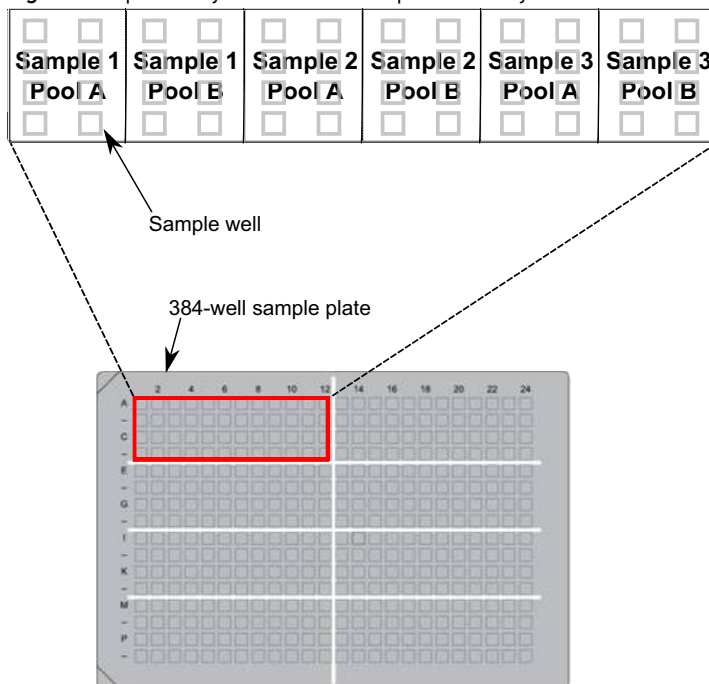 Sample 1 Pool A
Sample 1 Pool B
Sample 2 Pool A
Sample 2 Pool B
Sample 3 Pool A
Sample 3 Pool B
Sample well
384-well sample plate
2 4 6 8 10 12 14 16 18 20 22 24
A
–
C
–
E
–
G
–
I
–
K
–
M
–
P
–